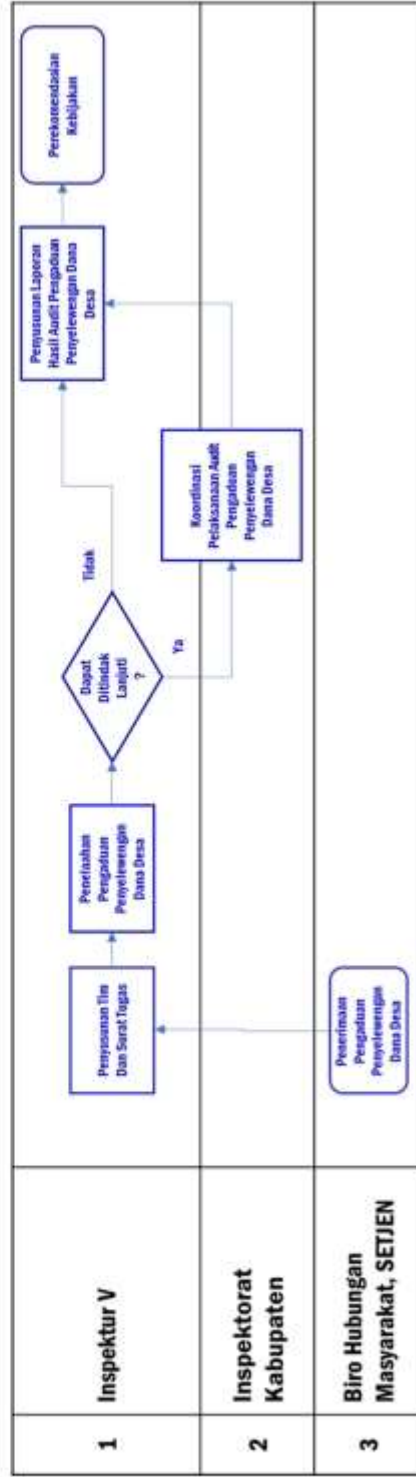 1
Inspektur V
Penyusunan Tim
Dan Surat Tugas
Penelaahan
Pengaduan
Penyelewengan
Dana Desa
Dapat
Ditindak
Lanjuti
?
Tidak
Ya
Penyusunan Laporan
Hasil Audit Pengaduan
Penyelewengan Dana
Desa
Perekomendasian
Kebijakan
2
Inspektorat
Kabupaten
Koordinasi
Pelaksanaan Audit
Pengaduan
Penyelewengan
Dana Desa
3
Biro Hubungan
Masyarakat, SETJEN
Penerimaan
Pengaduan
Penyelewengan
Dana Desa